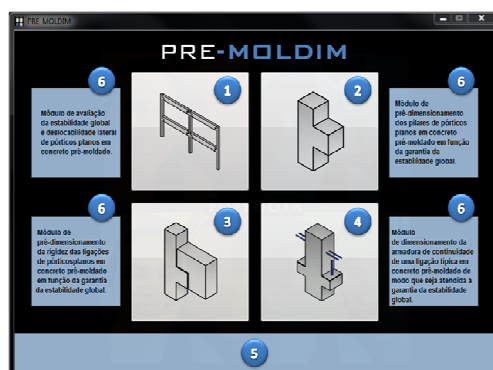 PRE MOLDIM
PRE-MOLDIM
6
Módulo de avaliação
da estabilidade global
e deslocabilidade lateral
de pórticos planos em
concreto pré-moldado.
1
2
6
Módulo de
pré-dimensionamento
dos pilares de pórticos
planos em concreto
pré-moldado em função
da garantia da
estabilidade global.
6
Módulo de
pré-dimensionamento
da rigidez das ligações
de pórticosplanos em
concreto pré-moldado
em função da garantia
da estabilidade global.
3
4
6
Módulo
de dimensionamento da
armadura de continuidade
de uma ligação típica em
concreto pré-moldado de
modo que seja atendida a
garantia da estabilidade
global.
5